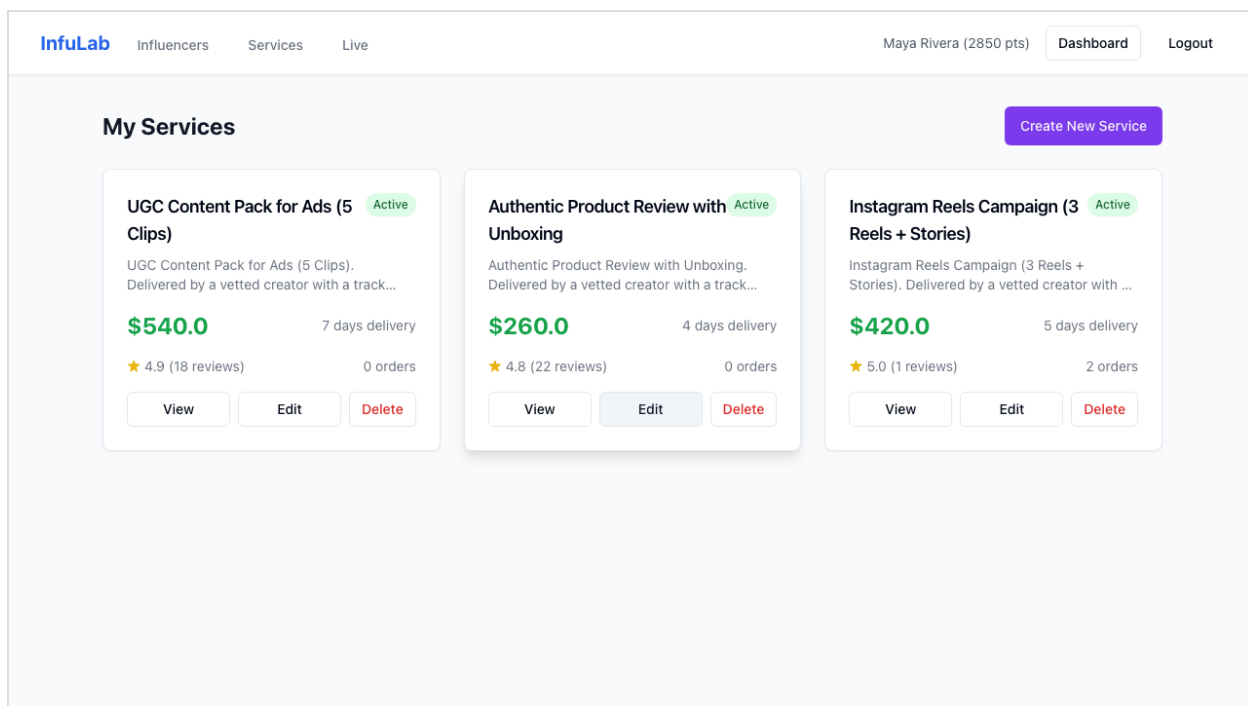 InfuLab
Influencers
Services
Live
Maya Rivera (2850 pts)
Dashboard
Logout
My Services
Create New Service
UGC Content Pack for Ads (5
Clips)
Active
UGC Content Pack for Ads (5 Clips).
Delivered by a vetted creator with a track...
$540.0
7 days delivery
4.9 (18 reviews)
0 orders
View
Edit
Delete
Authentic Product Review with
Unboxing
Active
Authentic Product Review with Unboxing.
Delivered by a vetted creator with a track...
$260.0
4 days delivery
4.8 (22 reviews)
0 orders
View
Edit
Delete
Instagram Reels Campaign (3
Reels + Stories)
Active
Instagram Reels Campaign (3 Reels +
Stories). Delivered by a vetted creator with ...
$420.0
5 days delivery
5.0 (1 reviews)
2 orders
View
Edit
Delete